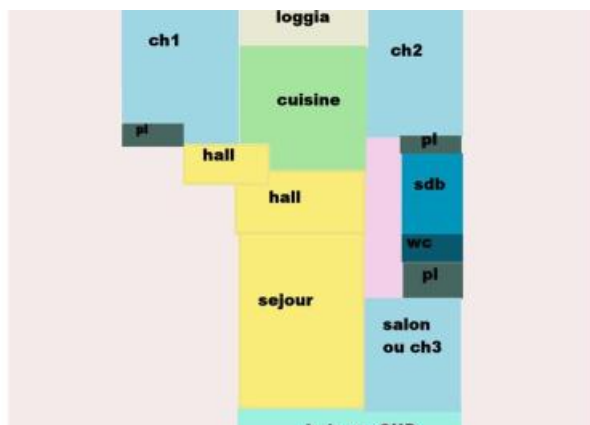 loggia
ch1
ch2
cuisine
pl
pl
hall
sdb
hall
wc
pl
sejour
salon
ou ch3